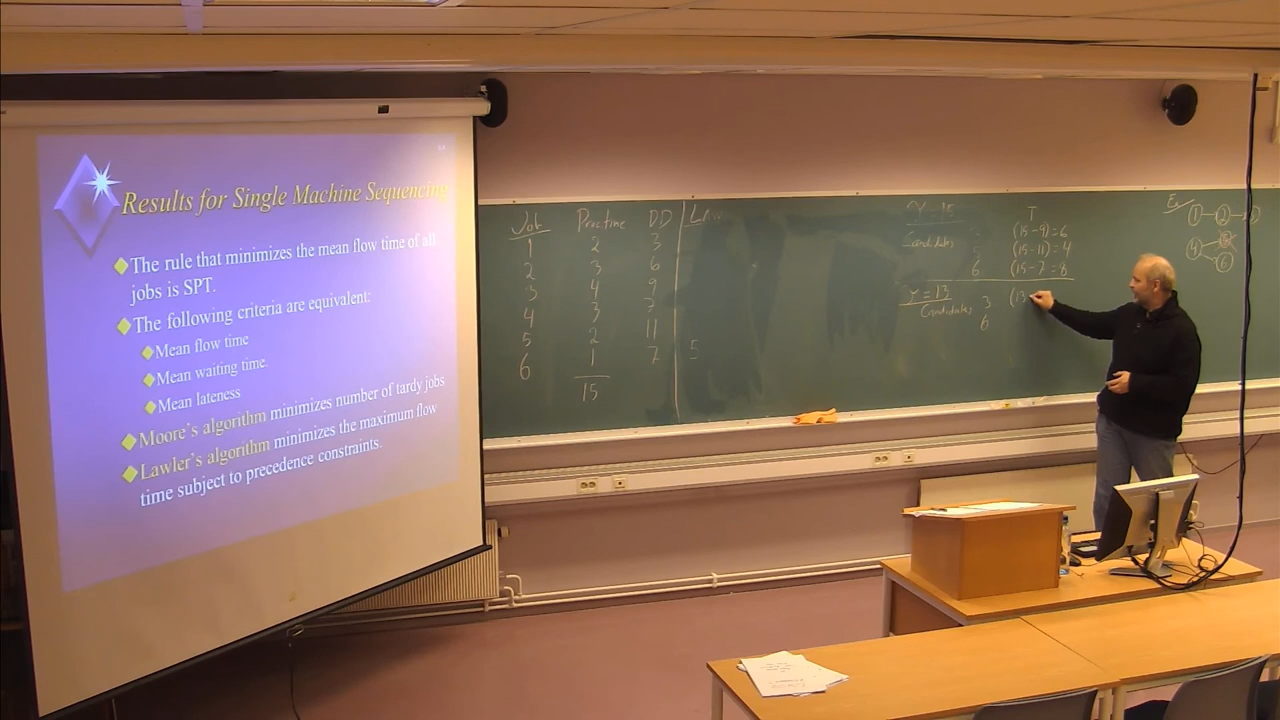 Results for Single Machine Sequencing
The rule that minimizes the mean flow time of all
jobs is SPT.
The following criteria are equivalent:
Mean flow time
Mean waiting time.
Mean lateness
Moore's algorithm minimizes number of tardy jobs
Lawler's algorithm minimizes the maximum flow
time subject to precedence constraints.
Job Proctime DD
1 2 3
2 3 6
3 4 9
4 3 7
5 2 11
6 1 7 5
15
Υ = 15 T
(15-9)=6
Candidates (15-11)=4
6 (15-7=8
Υ = 13
Candidates 3 (13
6
Ex
1 2
4
6